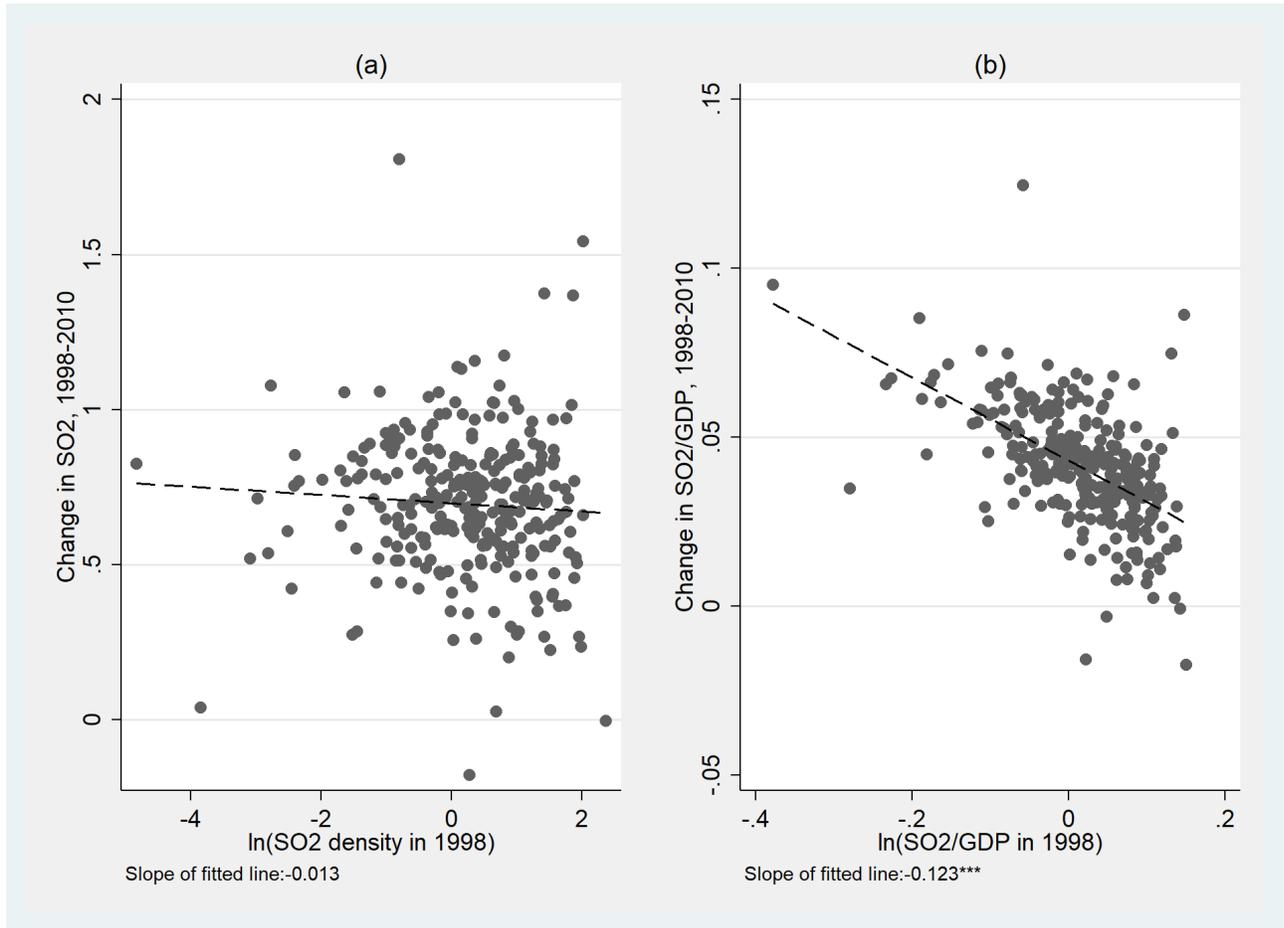 (a)
Change in SO2, 1998-2010
2
1.5
1
.5
0
-4
-2
0
2
ln(SO2 density in 1998)
Slope of fitted line:-0.013
(b)
Change in SO2/GDP, 1998-2010
.15
.1
.05
0
-.05
-.4
-.2
0
.2
ln(SO2/GDP in 1998)
Slope of fitted line:-0.123***